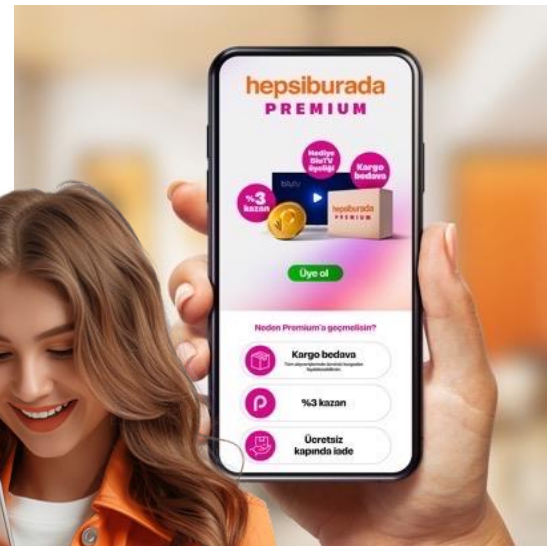 hepsiburada
PREMIUM
Hediye
BluTV
üyeliği
Kargo
bedava
%3
kazan
blutv
hepsiburada
PREMIUM
Üye ol
Neden Premium'a geçmelisin?
Kargo bedava
%3 kazan
Ücretsiz
kapında iade